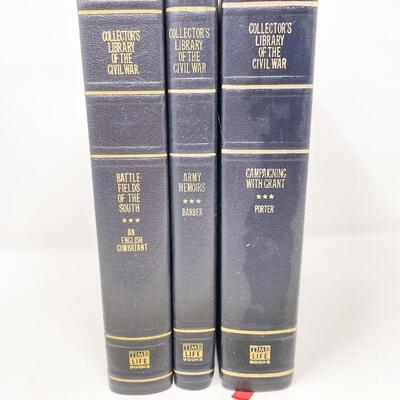 COLLECTOR'S
LIBRARY
OF THE
CIVIL WAR
BATTLE-
FIELDS
OF THE
SOUTH
★★★
AN
ENGLISH
COMBATANT
TIME
LIFE
BOOKS
COLLECTOR'S
LIBRARY
OF THE
CIVIL WAR
ARMY
MEMOIRS
★★★
BARBER
TIME
LIFE
BOOKS
COLLECTOR'S
LIBRARY
OF THE
CIVIL WAR
CAMPAIGNING
WITH GRANT
★★★
PORTER
TIME
LIFE
BOOKS